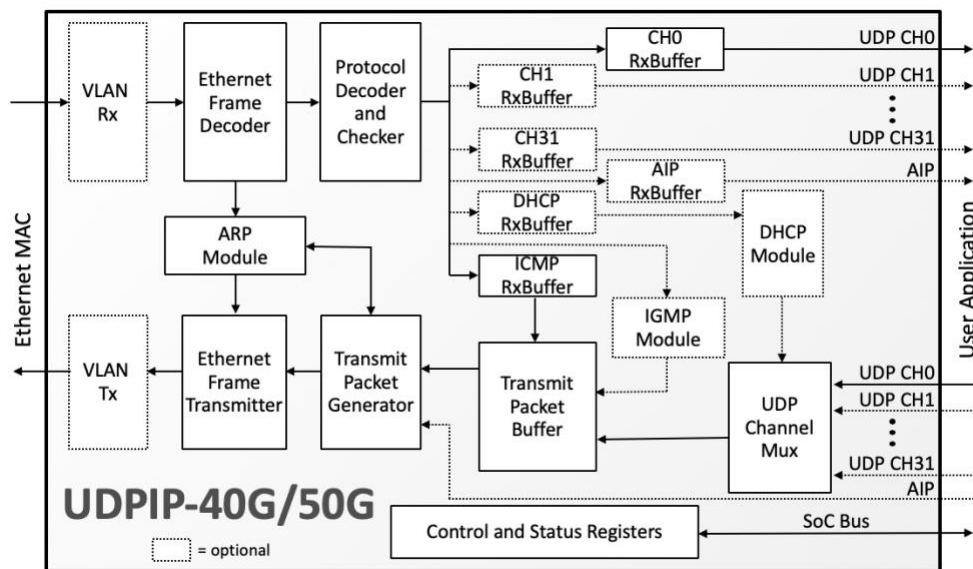 VLAN
Rx
Ethernet
Frame
Decoder
Protocol
Decoder
and
Checker
CH0
RxBuffer
UDP CH0
CH1
RxBuffer
UDP CH1
CH31
RxBuffer
UDP CH31
AIP
RxBuffer
AIP
DHCP
RxBuffer
DHCP
Module
ARP
Module
ICMP
RxBuffer
IGMP
Module
Ethernet MAC
User Application
VLAN
Tx
Ethernet
Frame
Transmitter
Transmit
Packet
Generator
Transmit
Packet
Buffer
UDP
Channel
Mux
UDP CH0
UDP CH1
UDP CH31
AIP
UDPIP-40G/50G
= optional
Control and Status Registers
SoC Bus